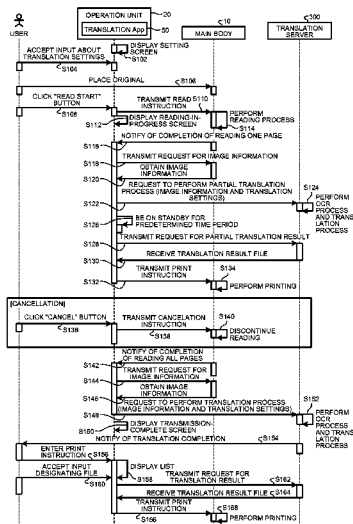 OPERATION UNIT
20
TRANSLATION App
50
10
MAIN BODY
300
TRANSLATION
SERVER
USER
ACCEPT INPUT ABOUT
TRANSLATION SETTINGS
S104
DISPLAY SETTING
SCREEN
S102
PLACE ORIGINAL
S106
CLICK "READ START"
BUTTON
S108
TRANSMIT READ
INSTRUCTION
S110
S112
DISPLAY READING-IN-
PROGRESS SCREEN
PERFORM
READING PROCESS
S114
NOTIFY OF COMPLETION OF READING ONE PAGE
S116
TRANSMIT REQUEST FOR IMAGE INFORMATION
S118
OBTAIN IMAGE
INFORMATION
S120
REQUEST TO PERFORM PARTIAL TRANSLATION
PROCESS (IMAGE INFORMATION AND TRANSLATION
SETTINGS)
S122
S124
PERFORM
OCR
PROCESS
AND TRANS
LATION
PROCESS
S126
BE ON STANDBY FOR
PREDETERMINED TIME PERIOD
TRANSMIT REQUEST FOR PARTIAL TRANSLATION RESULT
S128
RECEIVE TRANSLATION RESULT FILE
S130
TRANSMIT PRINT
INSTRUCTION
S132
S134
PERFORM PRINTING
[CANCELLATION]
CLICK "CANCEL" BUTTON
S136
TRANSMIT CANCELATION
INSTRUCTION
S138
S140
DISCONTINUE
READING
NOTIFY OF COMPLETION
OF READING ALL PAGES
S142
TRANSMIT REQUEST FOR
IMAGE INFORMATION
S144
OBTAIN IMAGE
INFORMATION
S146
REQUEST TO PERFORM TRANSLATION PROCESS
(IMAGE INFORMATION AND TRANSLATION SETTINGS)
S148
S152
PERFORM
OCR
PROCESS
AND TRANS
LATION
PROCESS
DISPLAY TRANSMISSION-
COMPLETE SCREEN
S150
NOTIFY OF TRANSLATION COMPLETION
S154
ENTER PRINT
INSTRUCTION
S156
DISPLAY LIST
S158
ACCEPT INPUT
DESIGNATING FILE
S160
TRANSMIT REQUEST FOR
TRANSLATION RESULT
S162
RECEIVE TRANSLATION RESULT FILE
S164
TRANSMIT PRINT
INSTRUCTION
S166
S168
PERFORM PRINTING